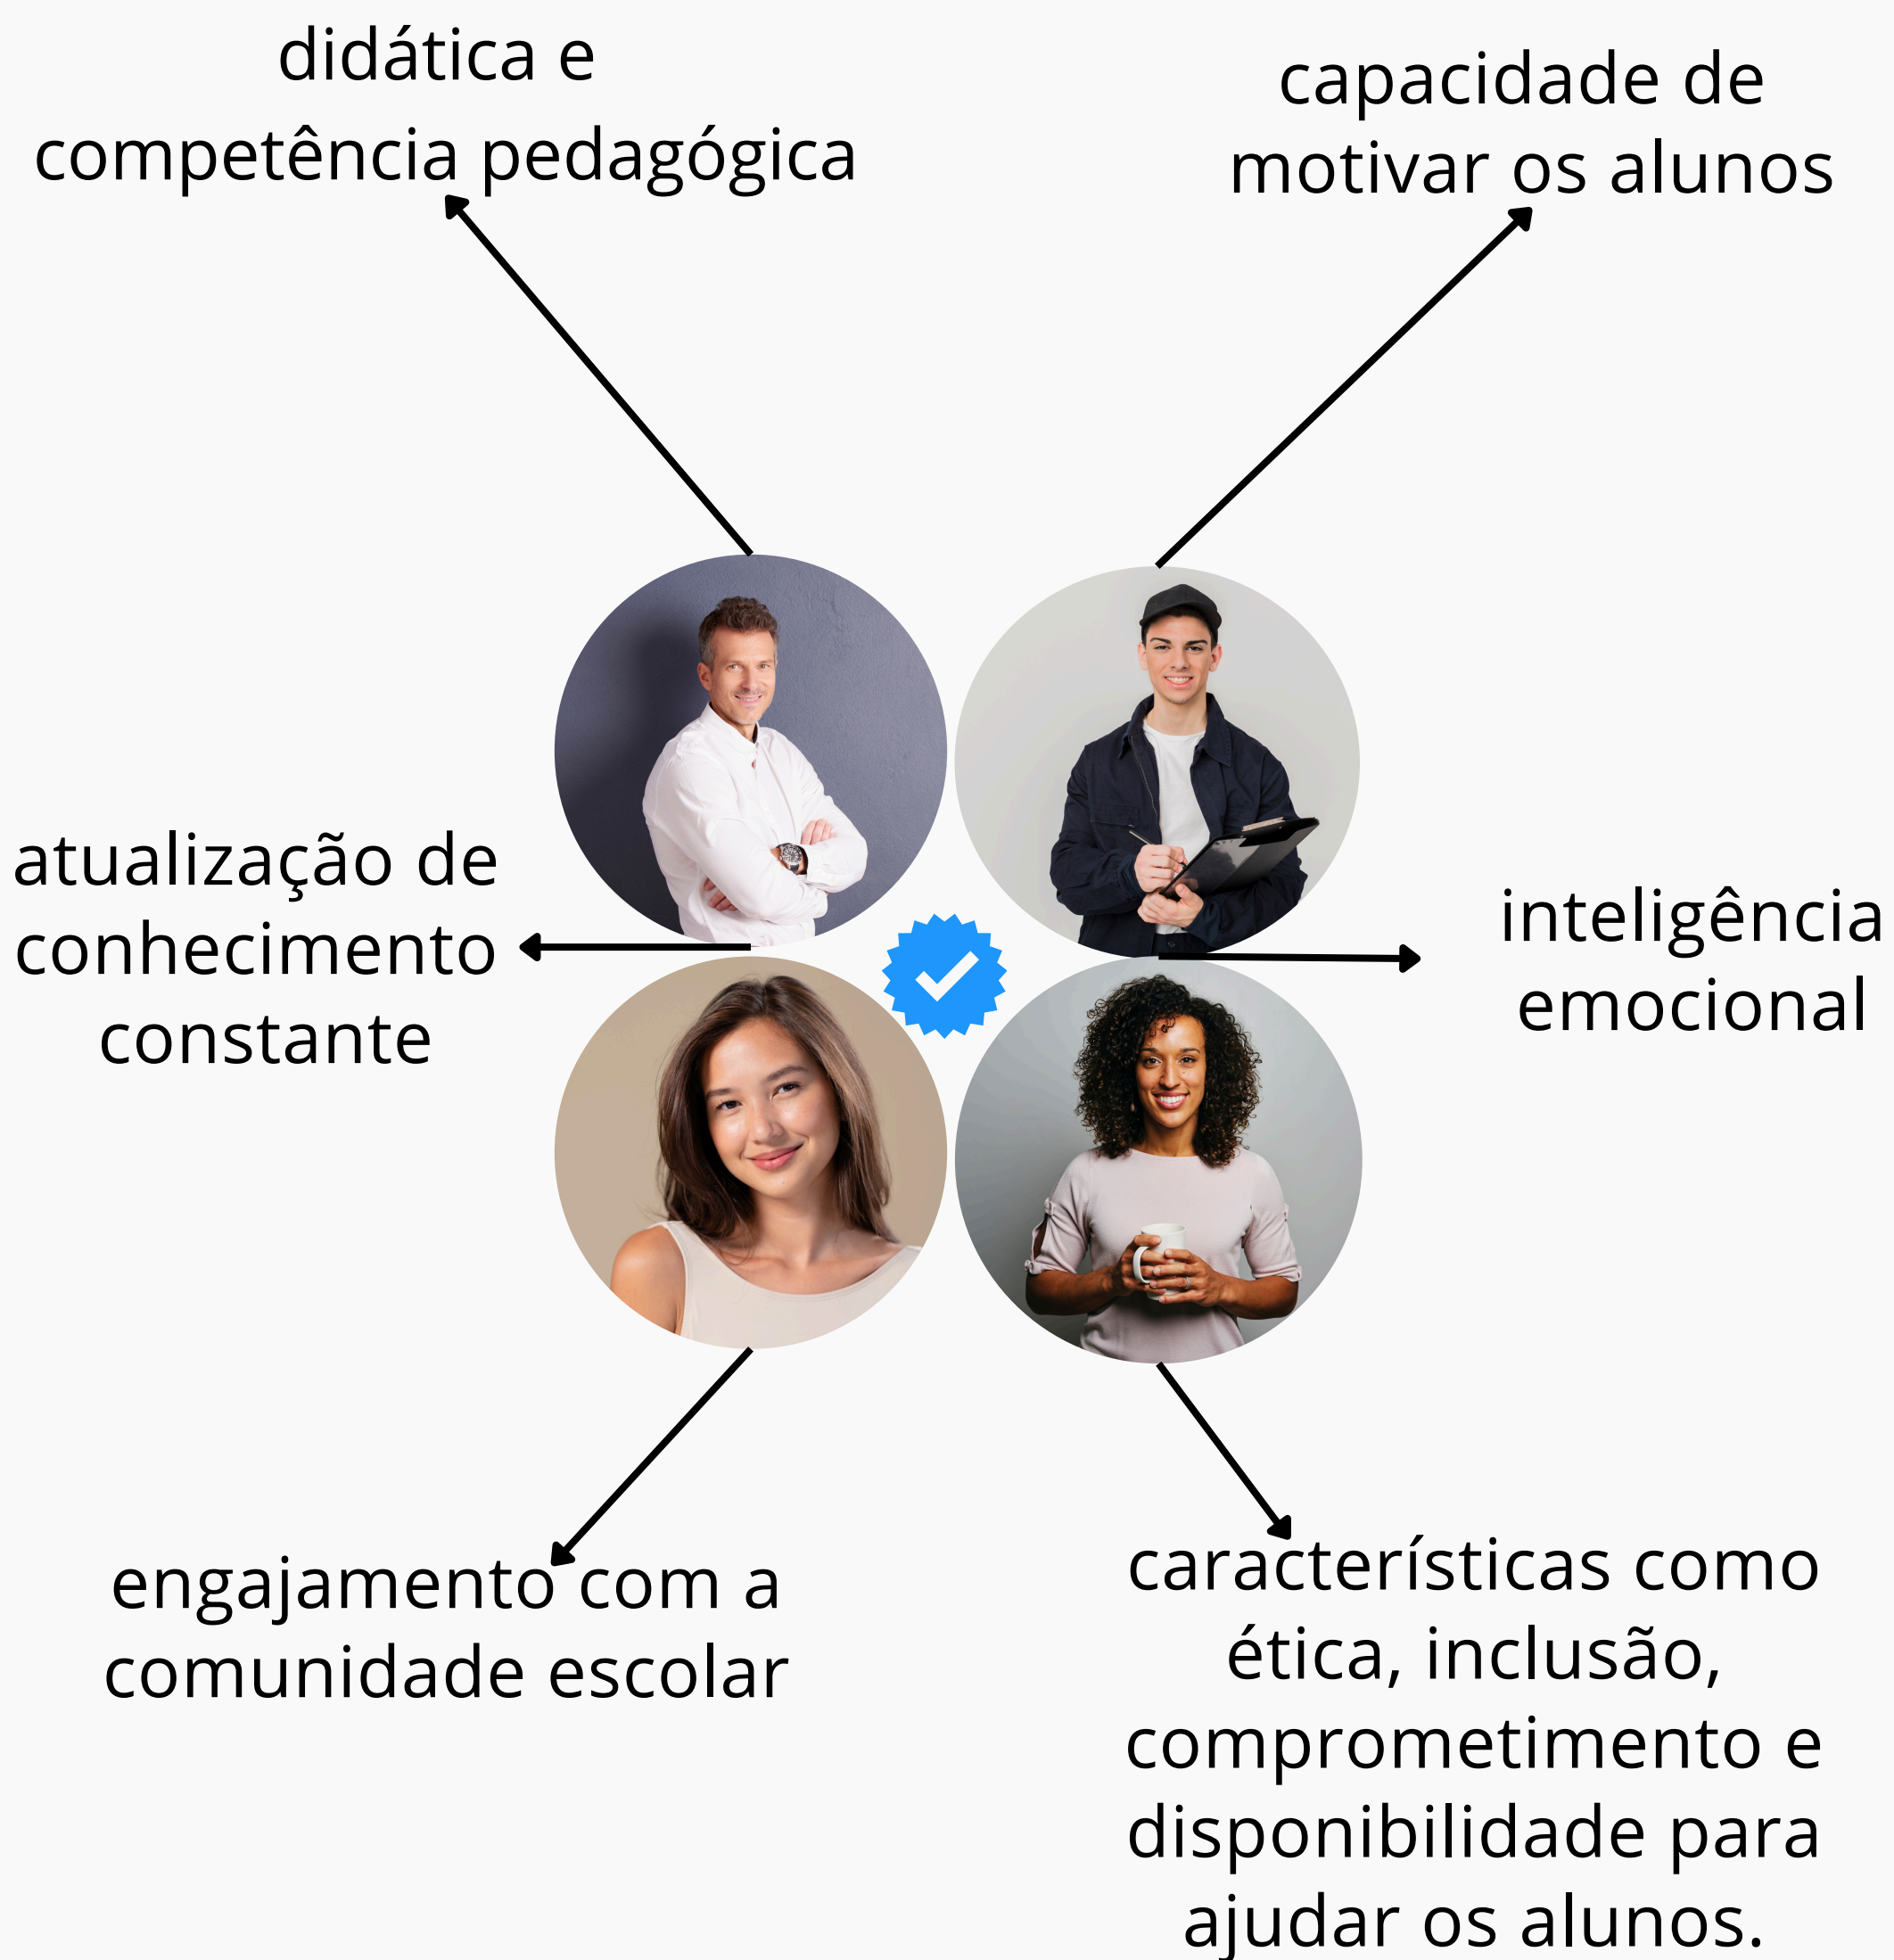 didática e
competência pedagógica
capacidade de
motivar os alunos
atualização de
conhecimento
constante
inteligência
emocional
engajamento com a
comunidade escolar
características como
ética, inclusão,
comprometimento e
disponibilidade para
ajudar os alunos.